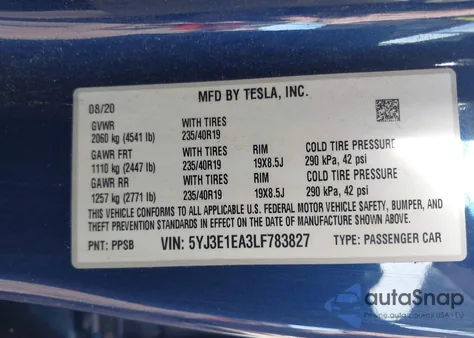 MFD BY TESLA, INC.
08/20
GVWR WITH TIRES
2060 kg (4541 lb) 235/40R19
GAWR FRT WITH TIRES RIM COLD TIRE PRESSURE
1110 kg (2447 lb) 235/40R19 19X8.5J 290 kPa, 42 psi
GAWR RR WITH TIRES RIM COLD TIRE PRESSURE
1257 kg (2771 lb) 235/40R19 19X8.5J 290 kPa, 42 psi
THIS VEHICLE CONFORMS TO ALL APPLICABLE FEDERAL MOTOR VEHICLE SAFETY, BUMPER, AND
THEFT PREVENTION STANDARDS IN EFFECT ON THE DATE OF MANUFACTURE SHOWN ABOVE.
PNT: PPSB VIN: 5YJ3E1EA3LF783827 TYPE: PASSENGER CAR
autoSnap